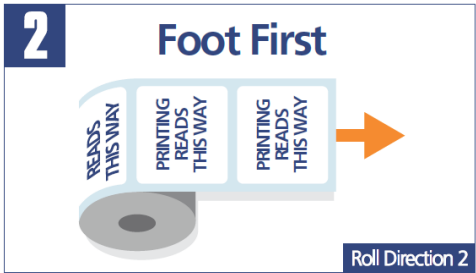 2
Foot First
READS
THIS WAY
PRINTING
READS
THIS WAY
PRINTING
READS
THIS WAY
Roll Direction 2